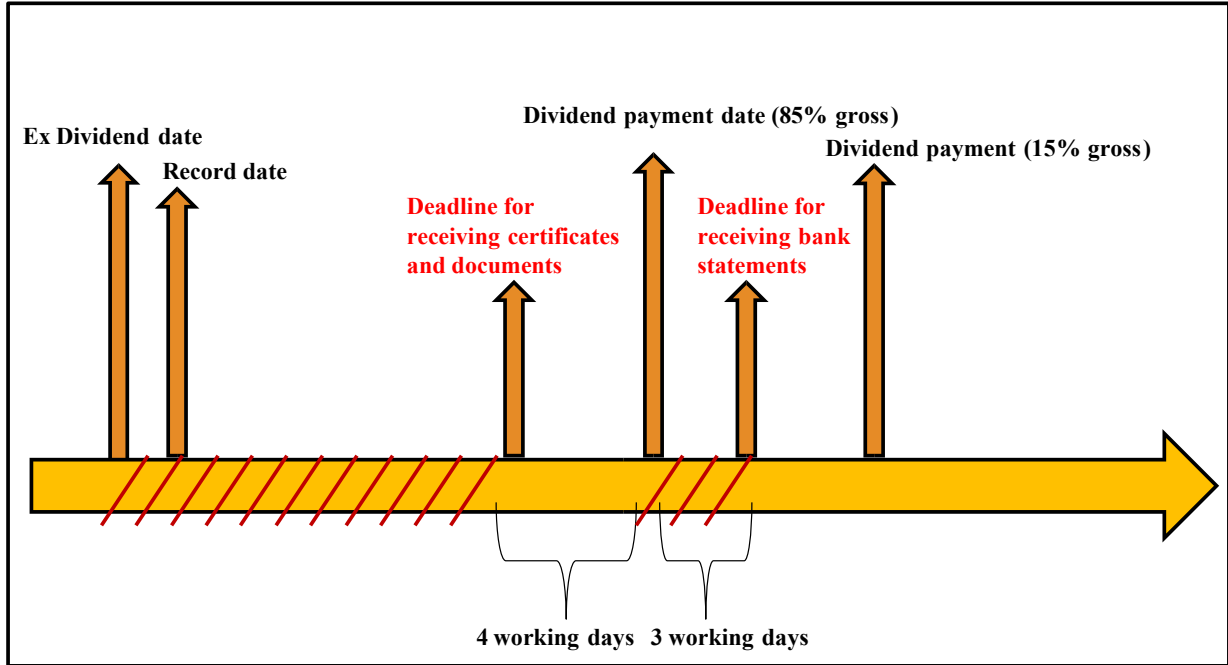 Ex Dividend date
Record date
Deadline for
receiving certificates
and documents
Dividend payment date (85% gross)
Deadline for
receiving bank
statements
Dividend payment (15% gross)
4 working days
3 working days